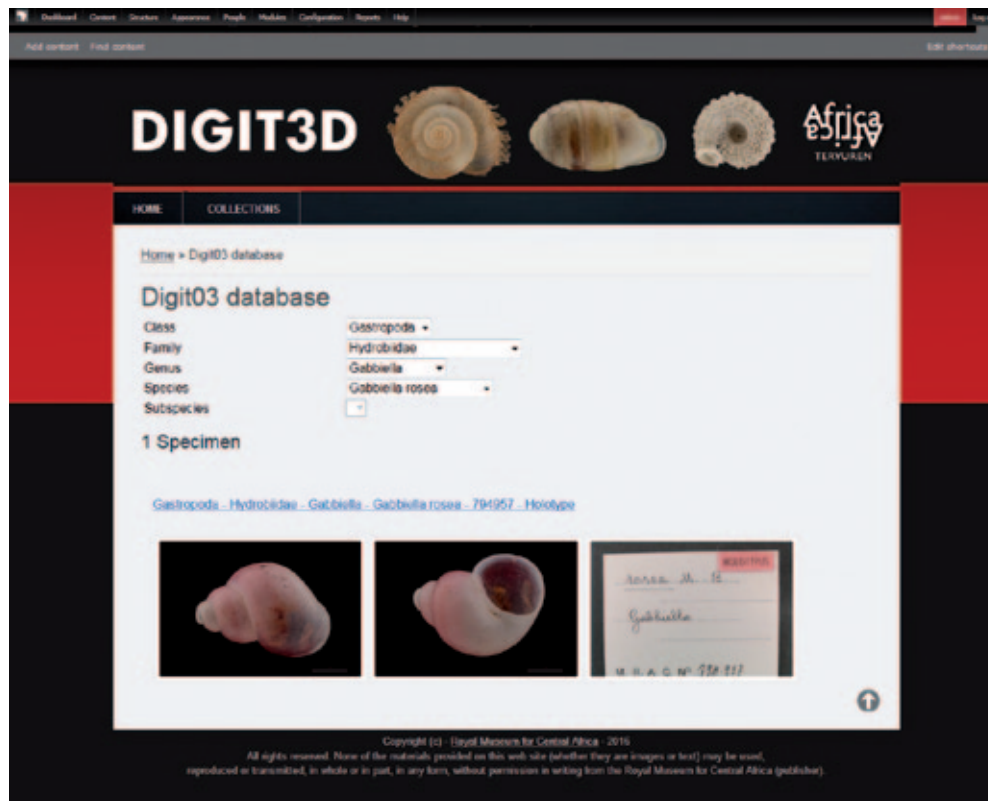 Dashboard Content Structure Appearance People Modules Configuration Reports Help
Add content Find content Edit shortcuts
DIGIT3D
Africa
TERVUREN
HOME COLLECTIONS
Home » Digit03 database
Digit03 database
Class Gastropoda
Family Hydrobiidae
Genus Gabbiella
Species Gabbiella rosea
Subspecies
1 Specimen
Gastropoda - Hydrobiidae - Gabbiella - Gabbiella rosea - 794957 - Holotype
rosea M. B.
Gabbiella
M. R. A. C. Nº
Copyright (c) - Royal Museum for Central Africa - 2016
All rights reserved. None of the materials provided on this web site (whether they are images or text) may be used,
reproduced or transmitted, in whole or in part, in any form, without permission in writing from the Royal Museum for Central Africa (publisher).